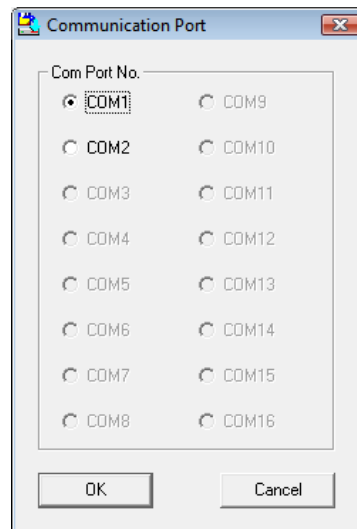 Communication Port
Com Port No.
COM1
COM2
COM3
COM4
COM5
COM6
COM7
COM8
COM9
COM10
COM11
COM12
COM13
COM14
COM15
COM16
OK
Cancel